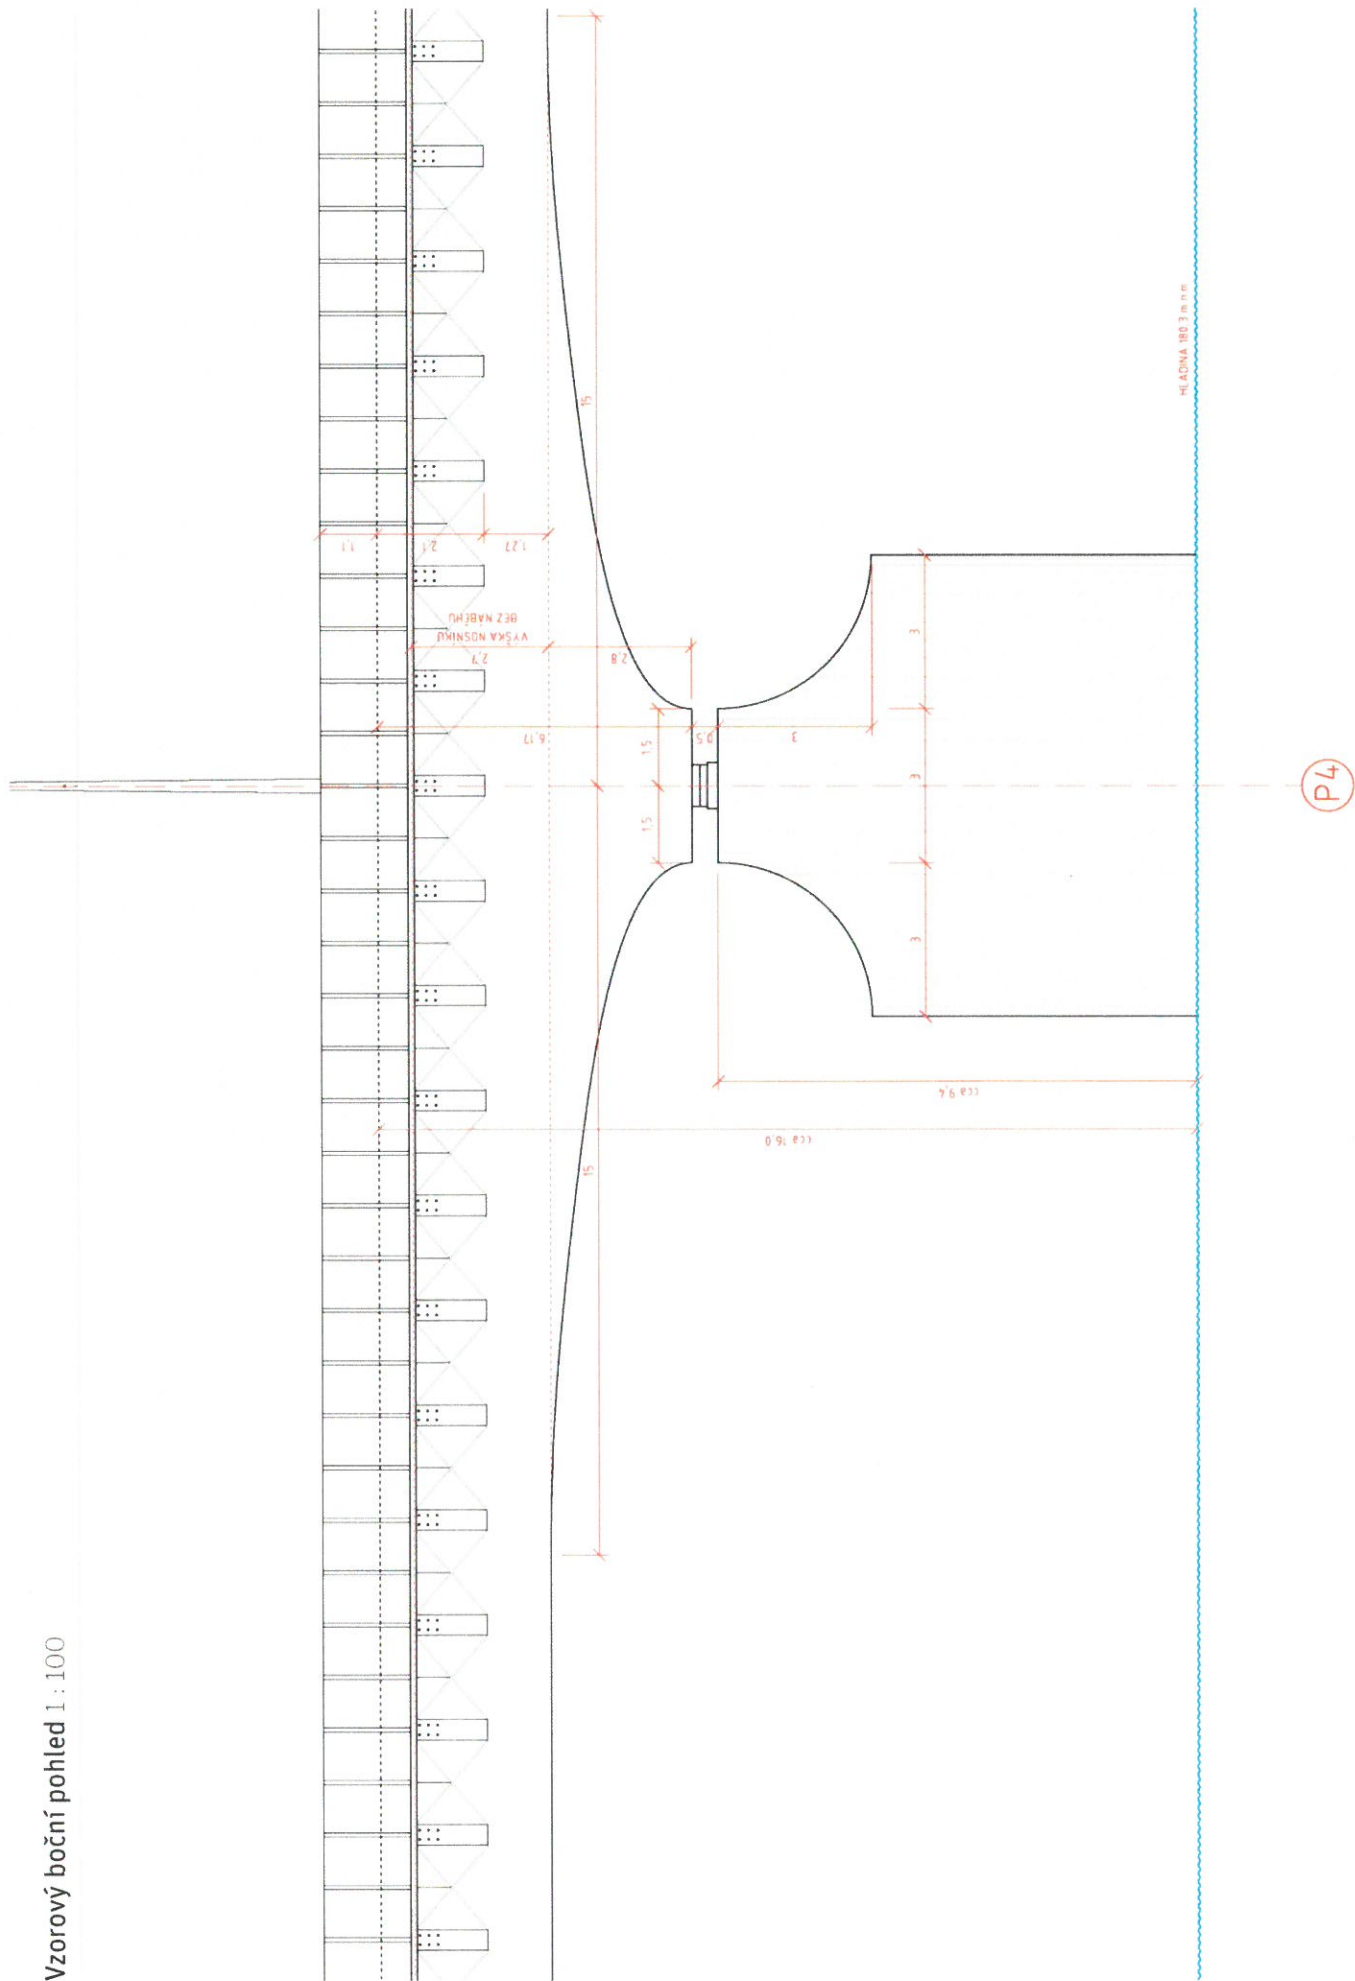 Vzorový boční pohled 1 : 100
1,1
2,1
1,27
VÝŠKA NOSNÍKU
BEZ NÁBĚHU
2,7
2,8
6,17
15
15
1,5
1,5
0,5
3
3
3
3
cca 9,4
cca 16,0
HLADINA 180.3 m n m
P4